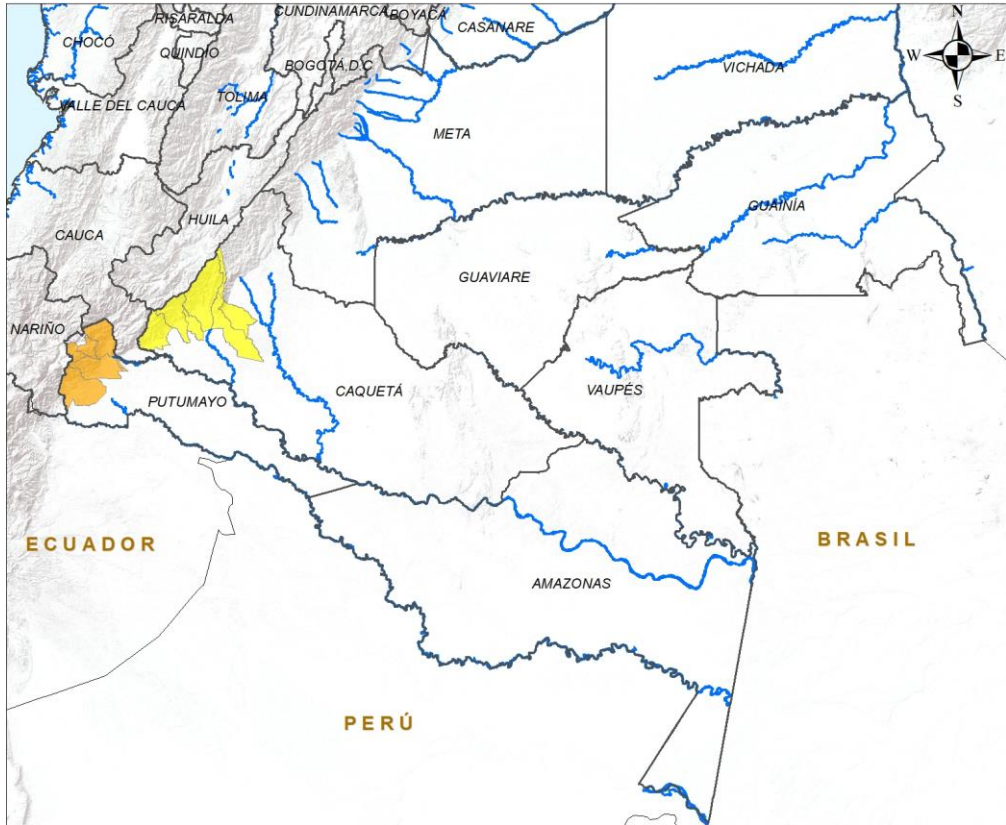 CUNDINAMARCA
BOYACÁ
RISARALDA
CASANARE
N
CHOCÓ
QUINDÍO
BOGOTÁ D.C
W
E
VICHADA
S
VALLE DEL CAUCA
TOLIMA
META
HUILA
GUAINÍA
CAUCA
GUAVIARE
NARIÑO
CAQUETÁ
VAUPÉS
PUTUMAYO
ECUADOR
BRASIL
AMAZONAS
PERÚ